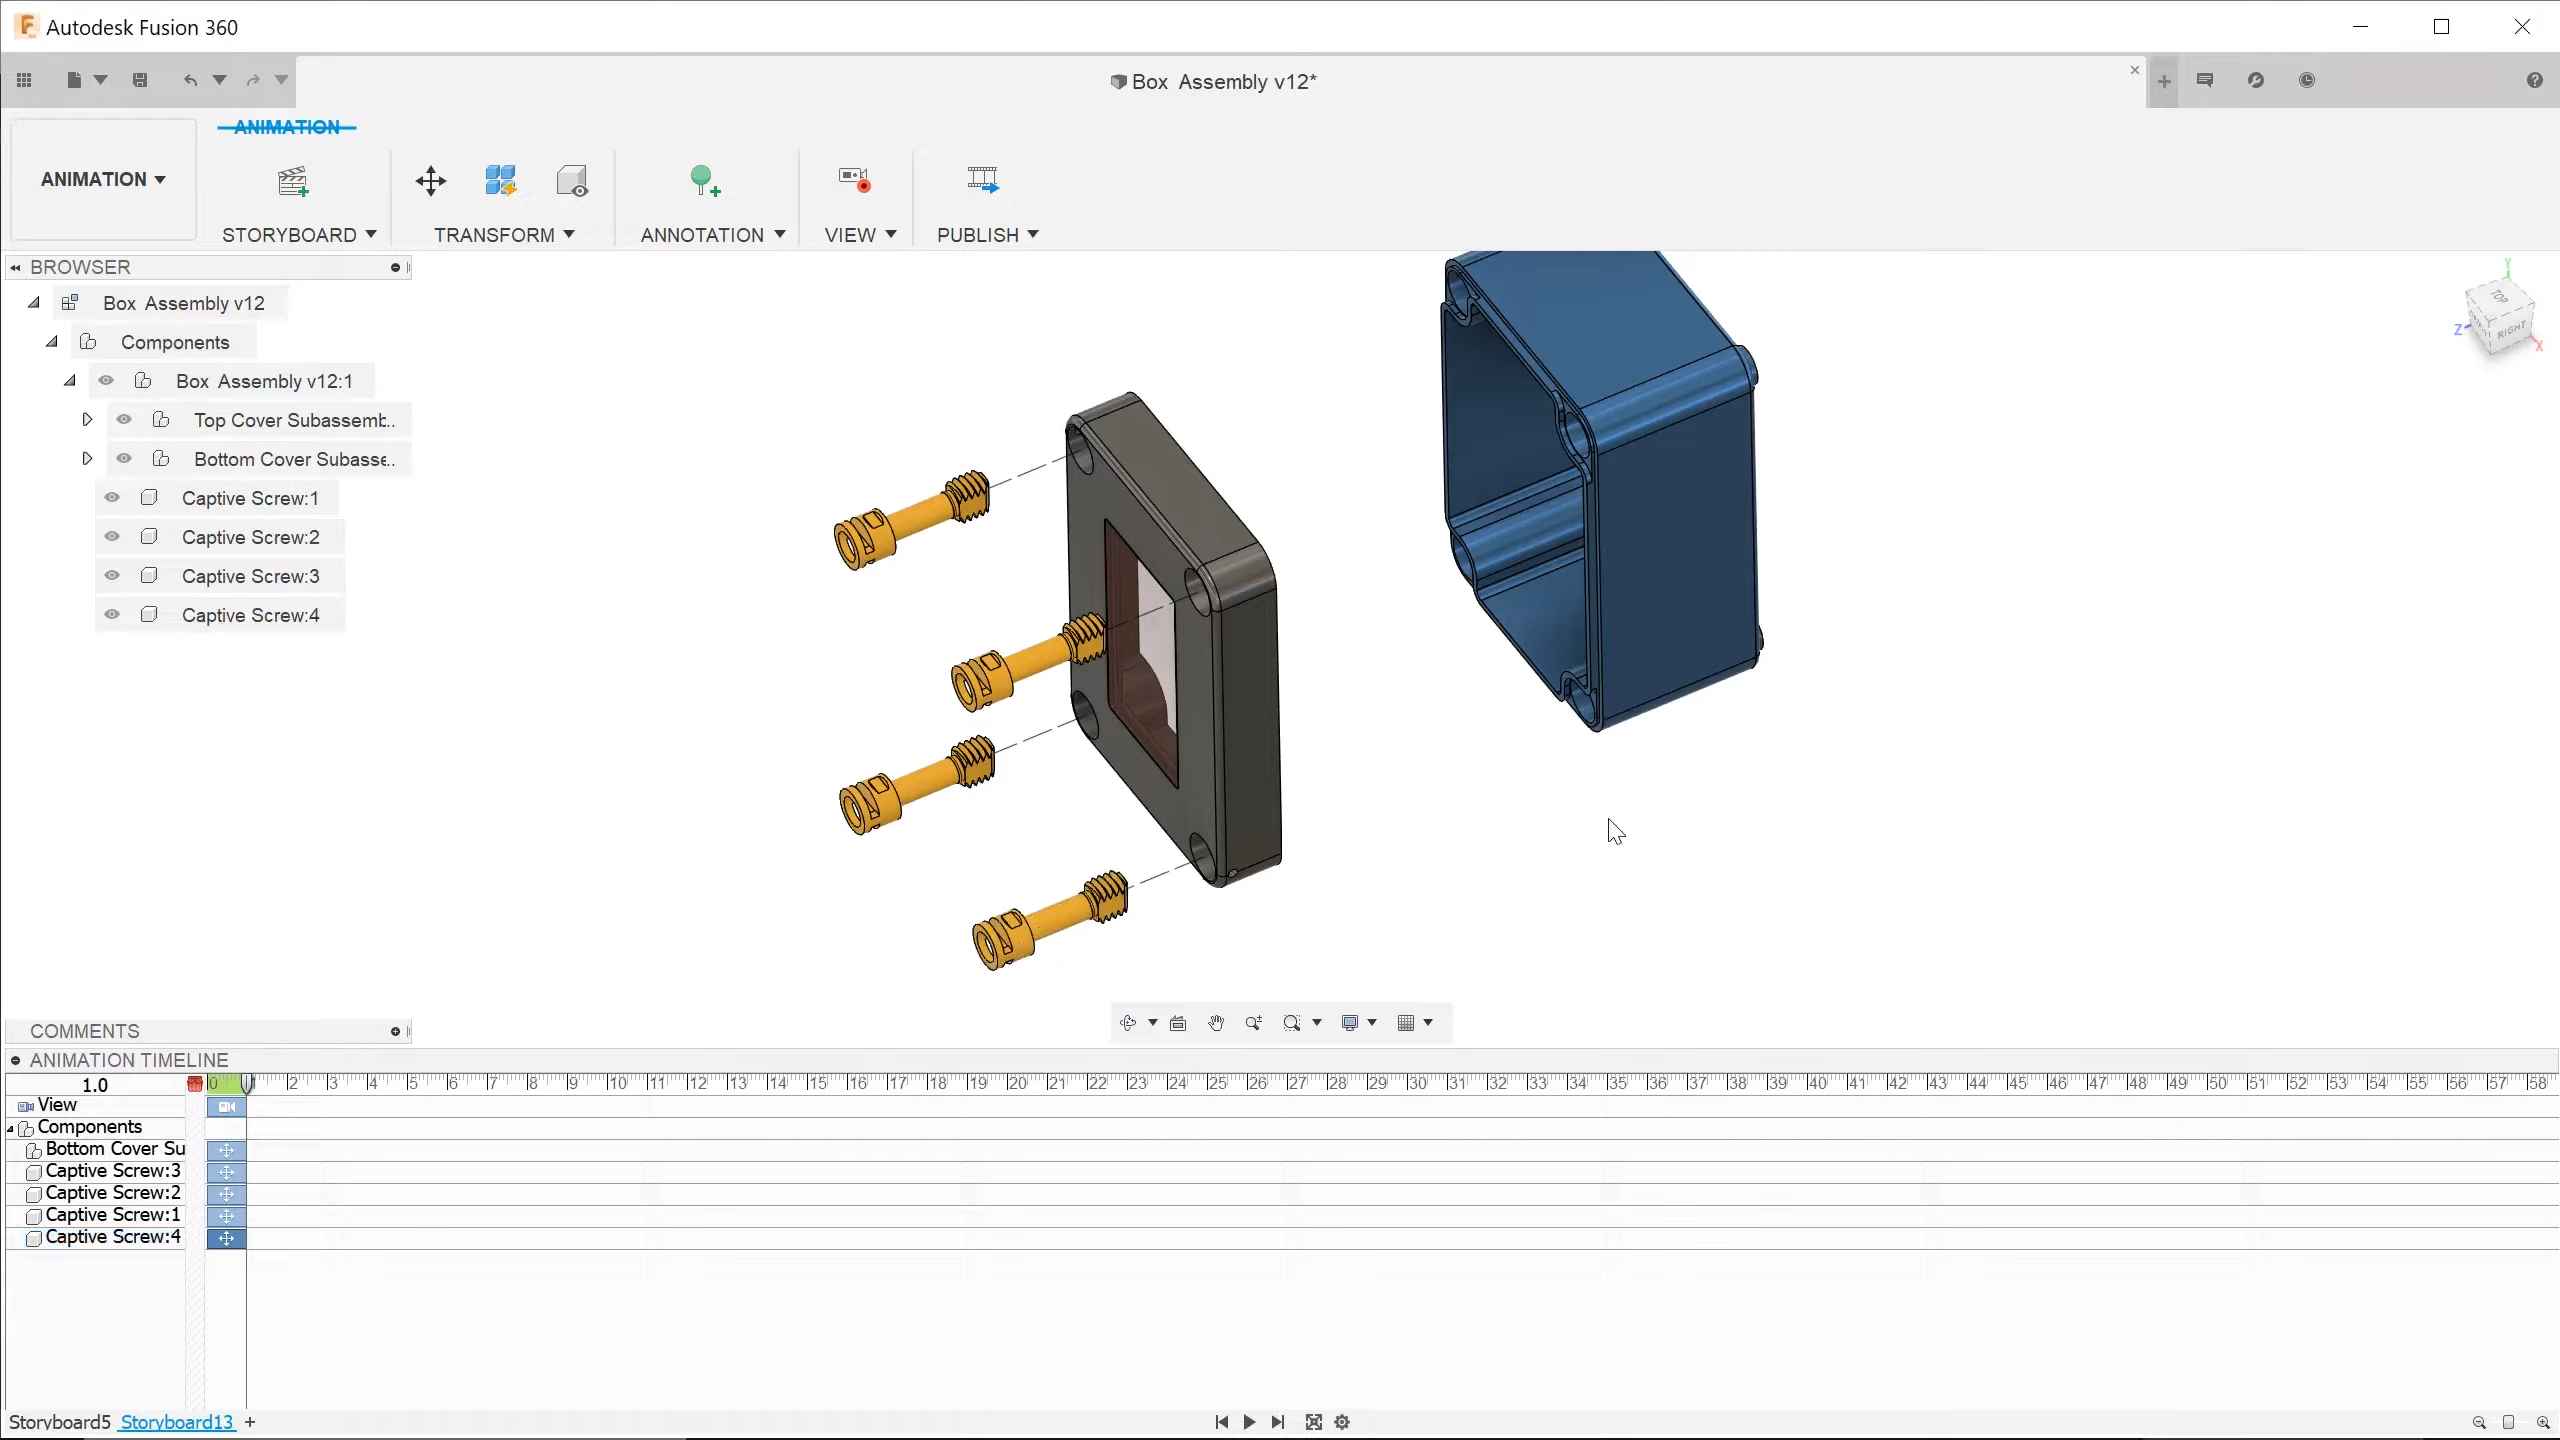 Autodesk Fusion 360
Box Assembly v12*
ANIMATION
ANIMATION
STORYBOARD TRANSFORM ANNOTATION VIEW PUBLISH
BROWSER
Box Assembly v12
Components
Box Assembly v12:1
Top Cover Subassemb..
Bottom Cover Subasse..
Captive Screw:1
Captive Screw:2
Captive Screw:3
Captive Screw:4
Y
TOP
RIGHT
Z
X
COMMENTS
ANIMATION TIMELINE
1.0 0 1 2 3 4 5 6 7 8 9 10 11 12 13 14 15 16 17 18 19 20 21 22 23 24 25 26 27 28 29 30 31 32 33 34 35 36 37 38 39 40 41 42 43 44 45 46 47 48 49 50 51 52 53 54 55 56 57 58
View
Components
Bottom Cover Su
Captive Screw:3
Captive Screw:2
Captive Screw:1
Captive Screw:4
Storyboard5 Storyboard13 +